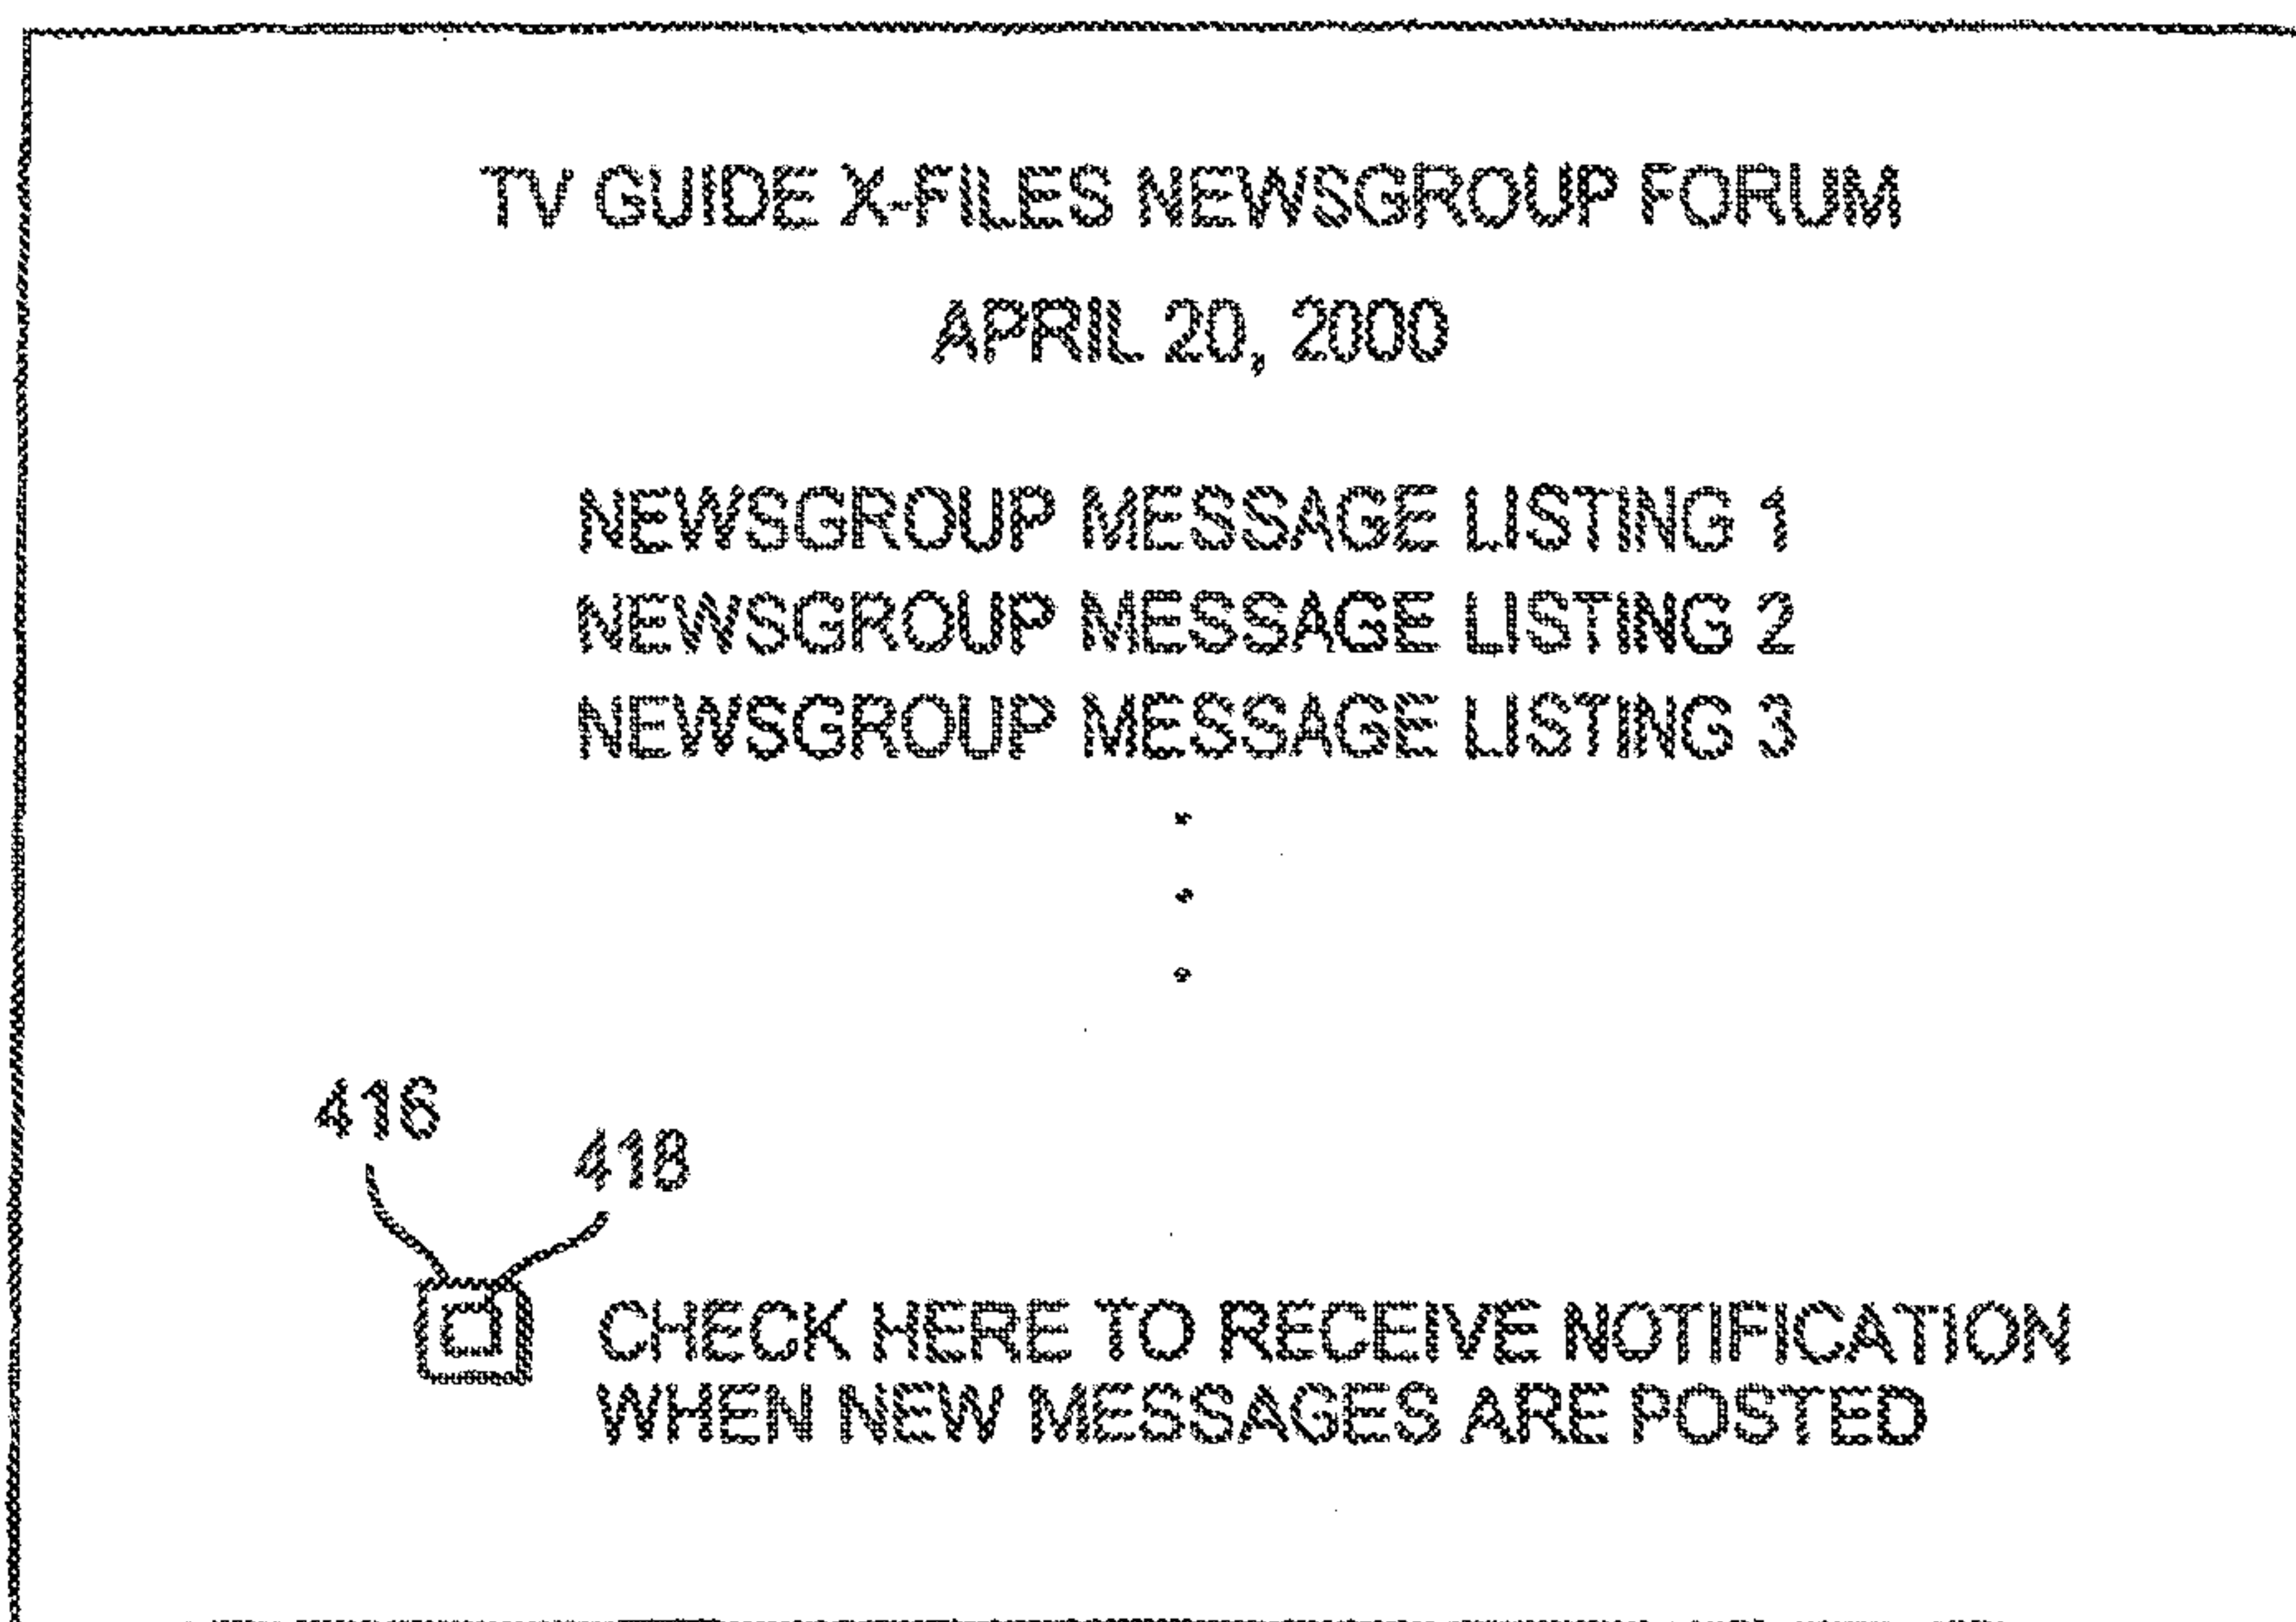 TV GUIDE X-FILES NEWSGROUP FORUM
APRIL 20, 2000
NEWSGROUP MESSAGE LISTING 1
NEWSGROUP MESSAGE LISTING 2
NEWSGROUP MESSAGE LISTING 3
416
418
CHECK HERE TO RECEIVE NOTIFICATION
WHEN NEW MESSAGES ARE POSTED